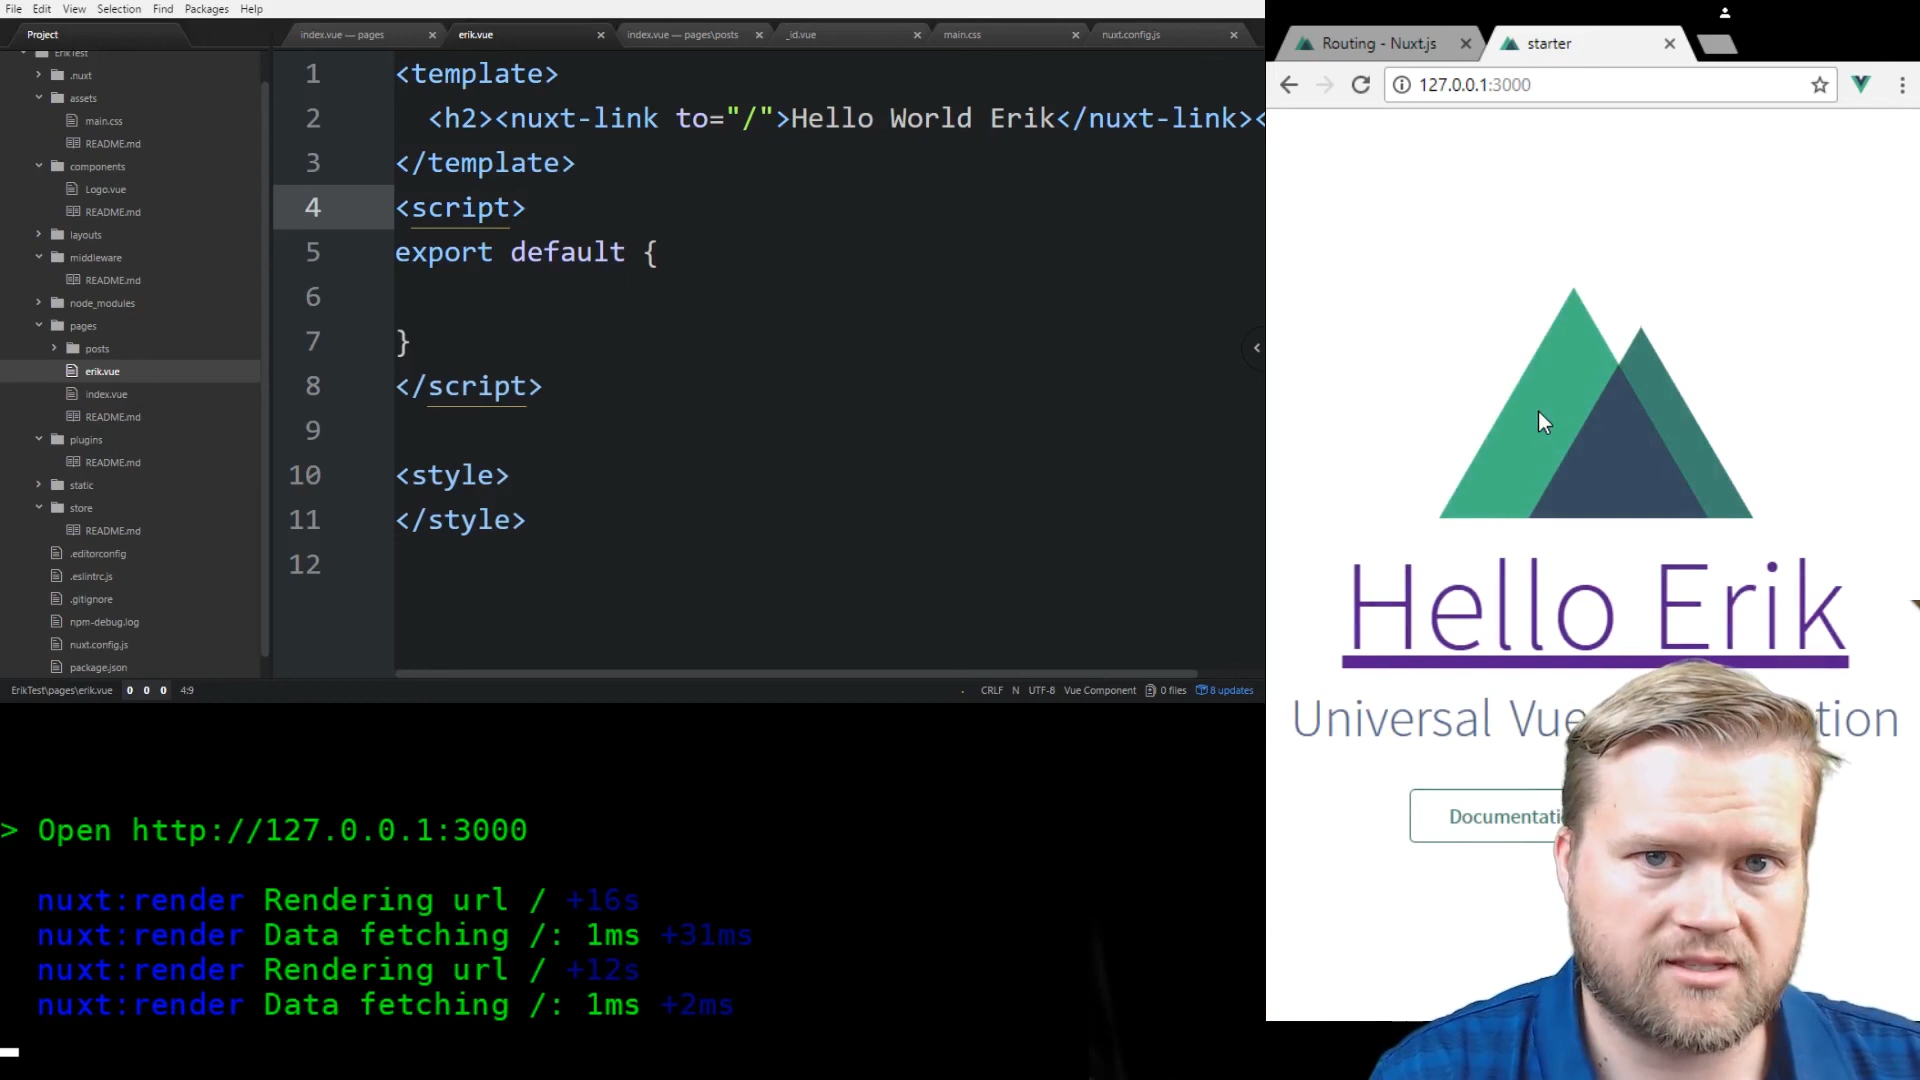 File Edit View Selection Find Packages Help
Project
index.vue — pages
erik.vue
index.vue — pages\posts
_id.vue
main.css
nuxt.config.js
Routing - Nuxt.js
starter
127.0.0.1:3000
ErikTest
.nuxt
assets
main.css
README.md
components
Logo.vue
README.md
layouts
middleware
README.md
node_modules
pages
posts
erik.vue
index.vue
README.md
plugins
README.md
static
store
README.md
.editorconfig
.eslintrc.js
.gitignore
npm-debug.log
nuxt.config.js
package.json
1 <template>
2 <h2><nuxt-link to="/">Hello World Erik</nuxt-link><
3 </template>
4 <script>
5 export default {
6
7 }
8 </script>
9
10 <style>
11 </style>
12
ErikTest\pages\erik.vue 0 0 0 4:9
CRLF N UTF-8 Vue Component 0 files 8 updates
Hello Erik
Universal Vue tion
Documentati
> Open http://127.0.0.1:3000
nuxt:render Rendering url / +16s
nuxt:render Data fetching /: 1ms +31ms
nuxt:render Rendering url / +12s
nuxt:render Data fetching /: 1ms +2ms